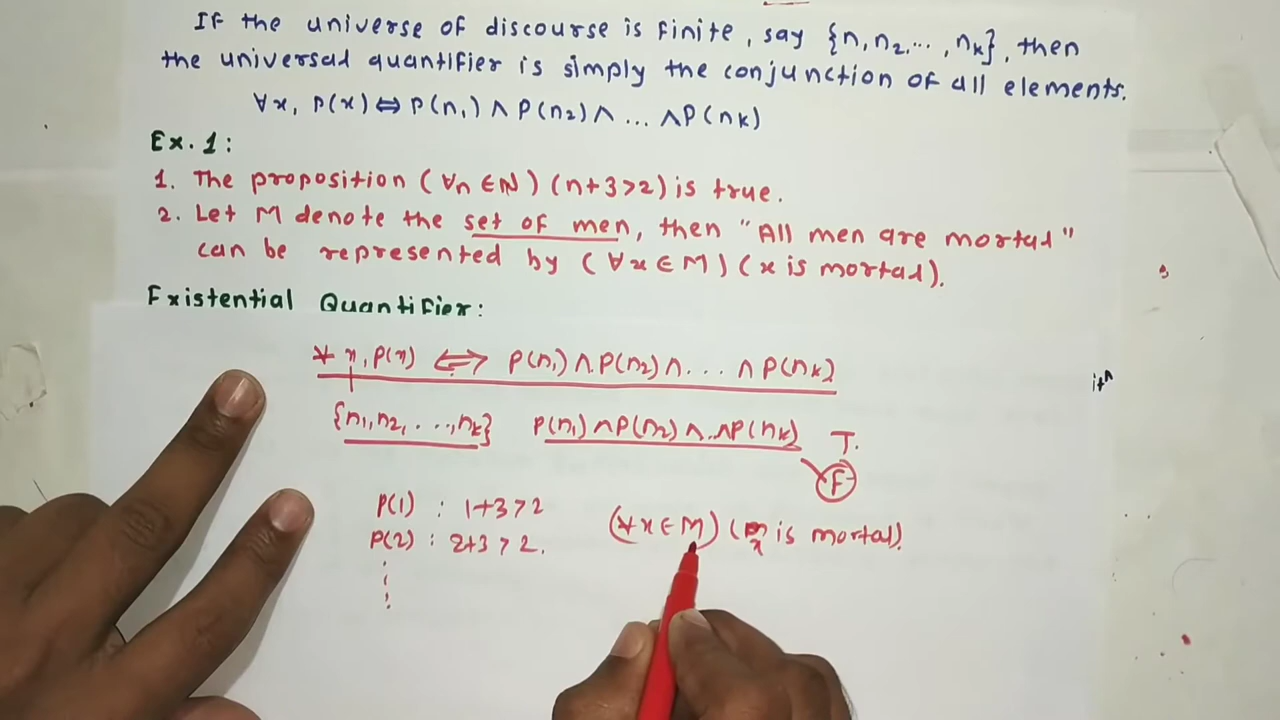 If the universe of discourse is finite, say {n, n₂,..., nₖ}, then
the universal quantifier is simply the conjunction of all elements.
∀x, P(x) ⇔ P(n₁) ∧ P(n₂) ∧ ... ∧P(nₖ)
Ex. 1:
1. The proposition (∀n ∈ N) (n+3>2) is true.
2. Let M denote the set of men, then "All men are mortal"
can be represented by (∀x ∈ M) (x is mortal).
Existential Quantifier:
∀ x, P(x) ⇔ P(n₁) ∧ P(n₂) ∧ ... ∧ P(nₖ)
{n₁, n₂, ..., nₖ} P(n₁) ∧ P(n₂) ∧ .. ∧P(nₖ) T.
F
P(1) : 1+3>2
(∀x ∈ M) (x is mortal).
P(2) : 2+3>2.